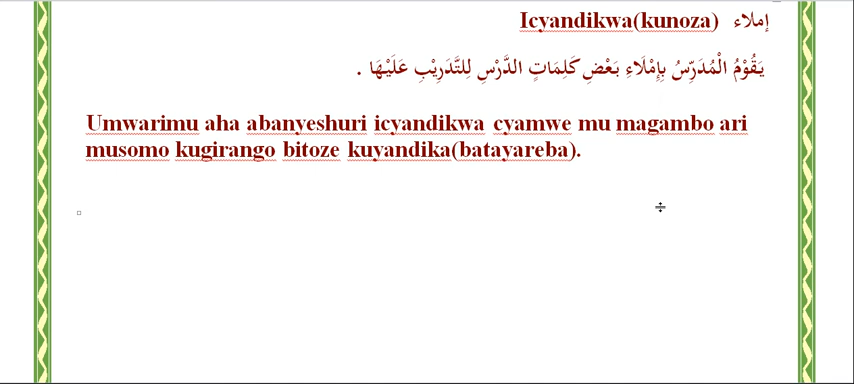 إملاء Icyandikwa(kunoza)
يَقُوْمُ الْمُدَرِّسُ بِإِمْلَاءِ بَعْضِ كَلِمَاتٍ الدَّرْسِ لِلتَّدَرِيْبِ عَلَيْهَا .
Umwarimu aha abanyeshuri icyandikwa cyamwe mu magambo ari
musomo kugirango bitoze kuyandika(batayareba).